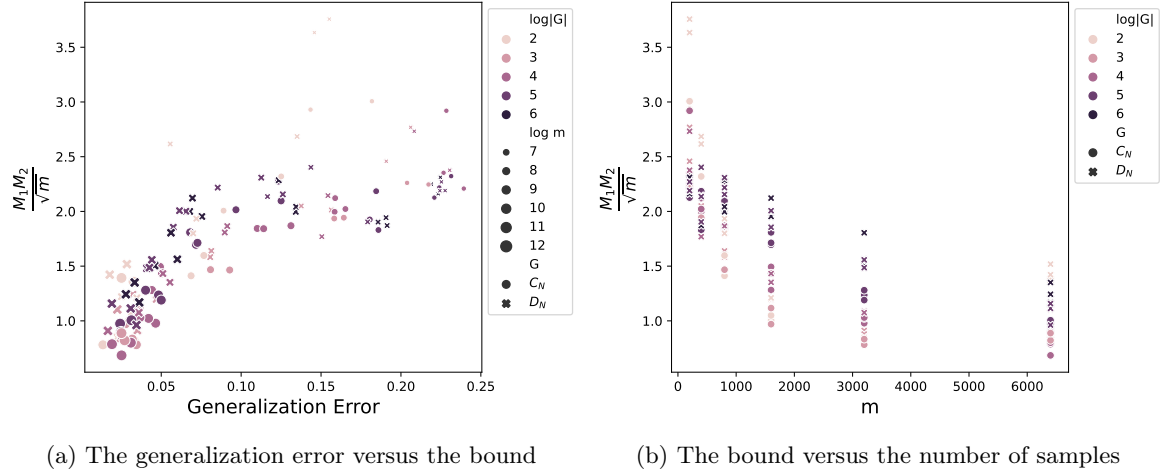 3.5
3.0
2.5
2.0
1.5
1.0
M₁M₂
√m
0.05
0.10
0.15
0.20
0.25
Generalization Error
log|G|
2
3
4
5
6
log m
7
8
9
10
11
12
G
C_N
D_N
(a) The generalization error versus the bound
3.5
3.0
2.5
2.0
1.5
1.0
M₁M₂
√m
0
1000
2000
3000
4000
5000
6000
m
log|G|
2
3
4
5
6
G
C_N
D_N
(b) The bound versus the number of samples